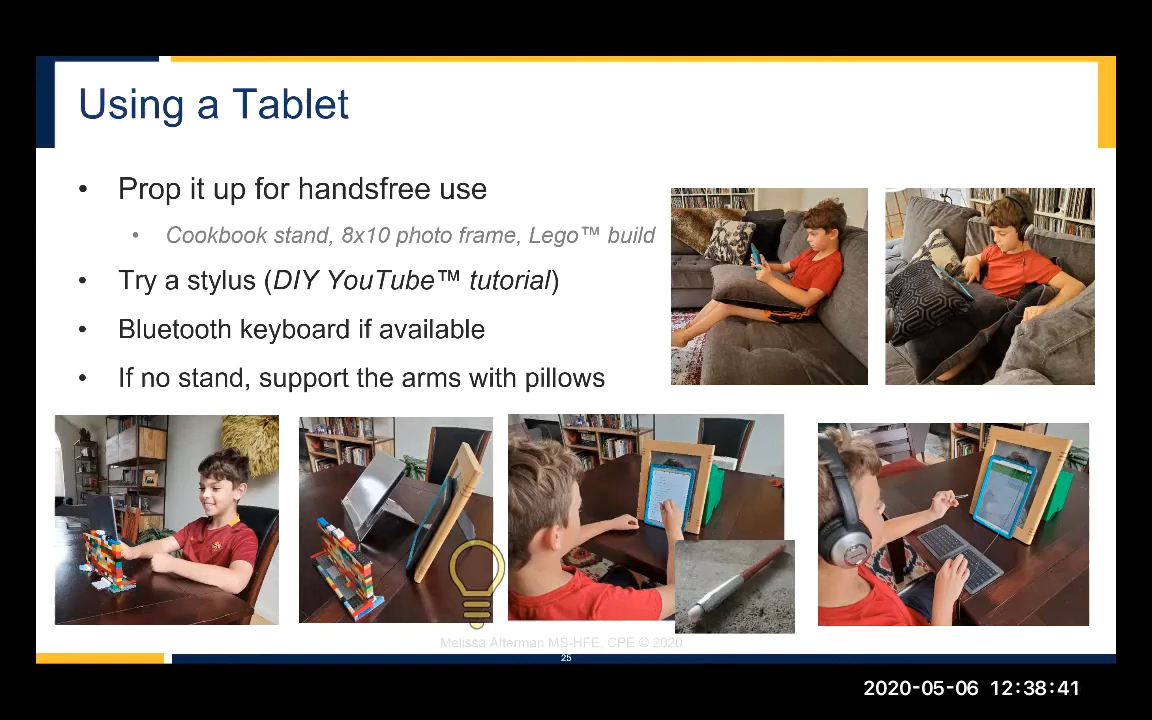 Using a Tablet
• Prop it up for handsfree use
• Cookbook stand, 8x10 photo frame, Lego™ build
• Try a stylus (DIY YouTube™ tutorial)
• Bluetooth keyboard if available
• If no stand, support the arms with pillows
Melissa Afterman MS-HFE, CPE © 2020
25
2020-05-06 12:38:41